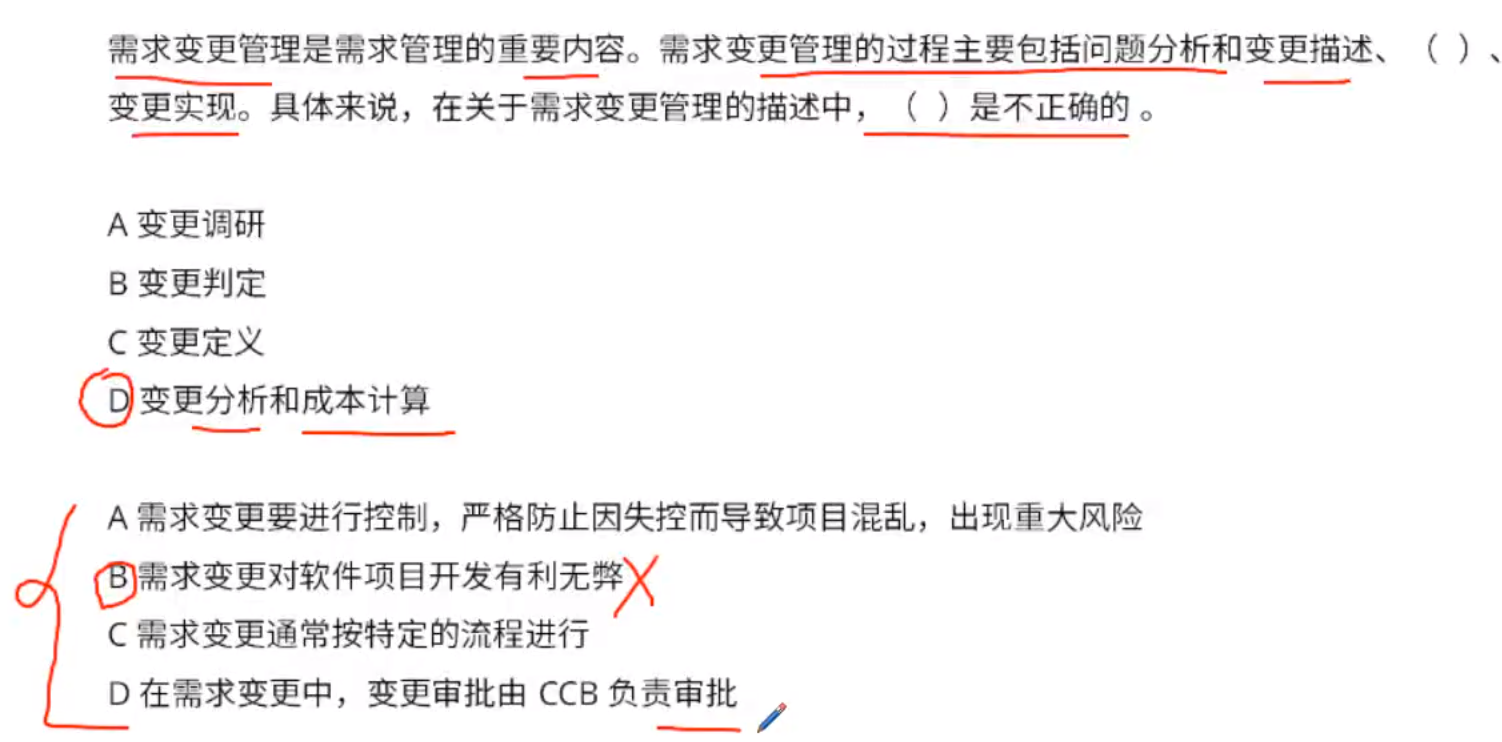 需求变更管理是需求管理的重要内容。需求变更管理的过程主要包括问题分析和变更描述、（ ）、
变更实现。具体来说，在关于需求变更管理的描述中，（ ）是不正确的 。
A 变更调研
B 变更判定
C 变更定义
D 变更分析和成本计算
A 需求变更要进行控制，严格防止因失控而导致项目混乱，出现重大风险
B 需求变更对软件项目开发有利无弊
C 需求变更通常按特定的流程进行
D 在需求变更中，变更审批由 CCB 负责审批